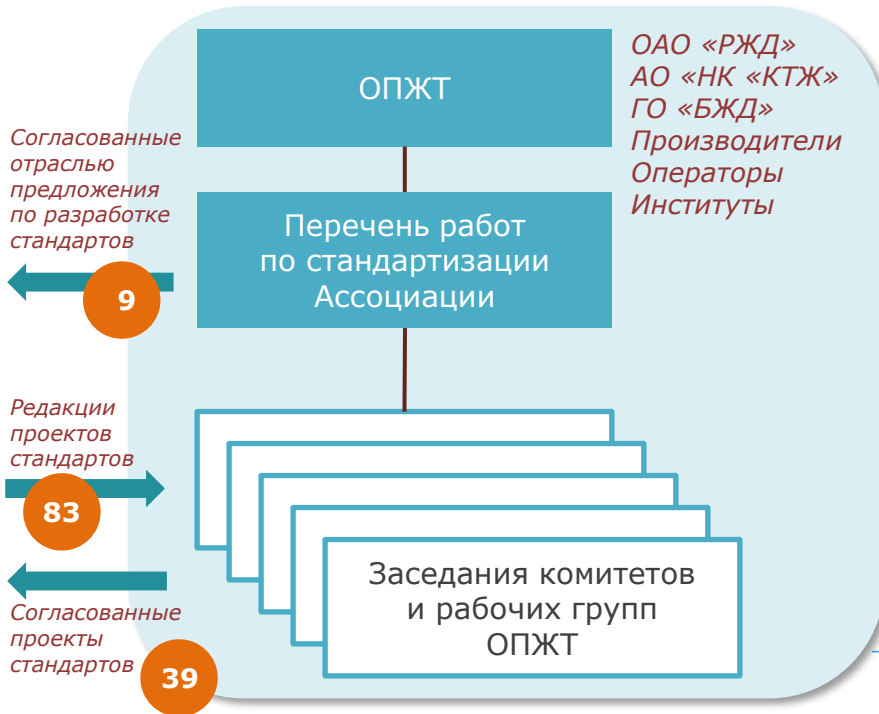 ОПЖТ
ОАО «РЖД»
АО «НК «КТЖ»
ГО «БЖД»
Производители
Операторы
Институты
Согласованные
отраслью
предложения
по разработке
стандартов
9
Перечень работ
по стандартизации
Ассоциации
Редакции
проектов
стандартов
83
Согласованные
проекты
стандартов
39
Заседания комитетов
и рабочих групп
ОПЖТ